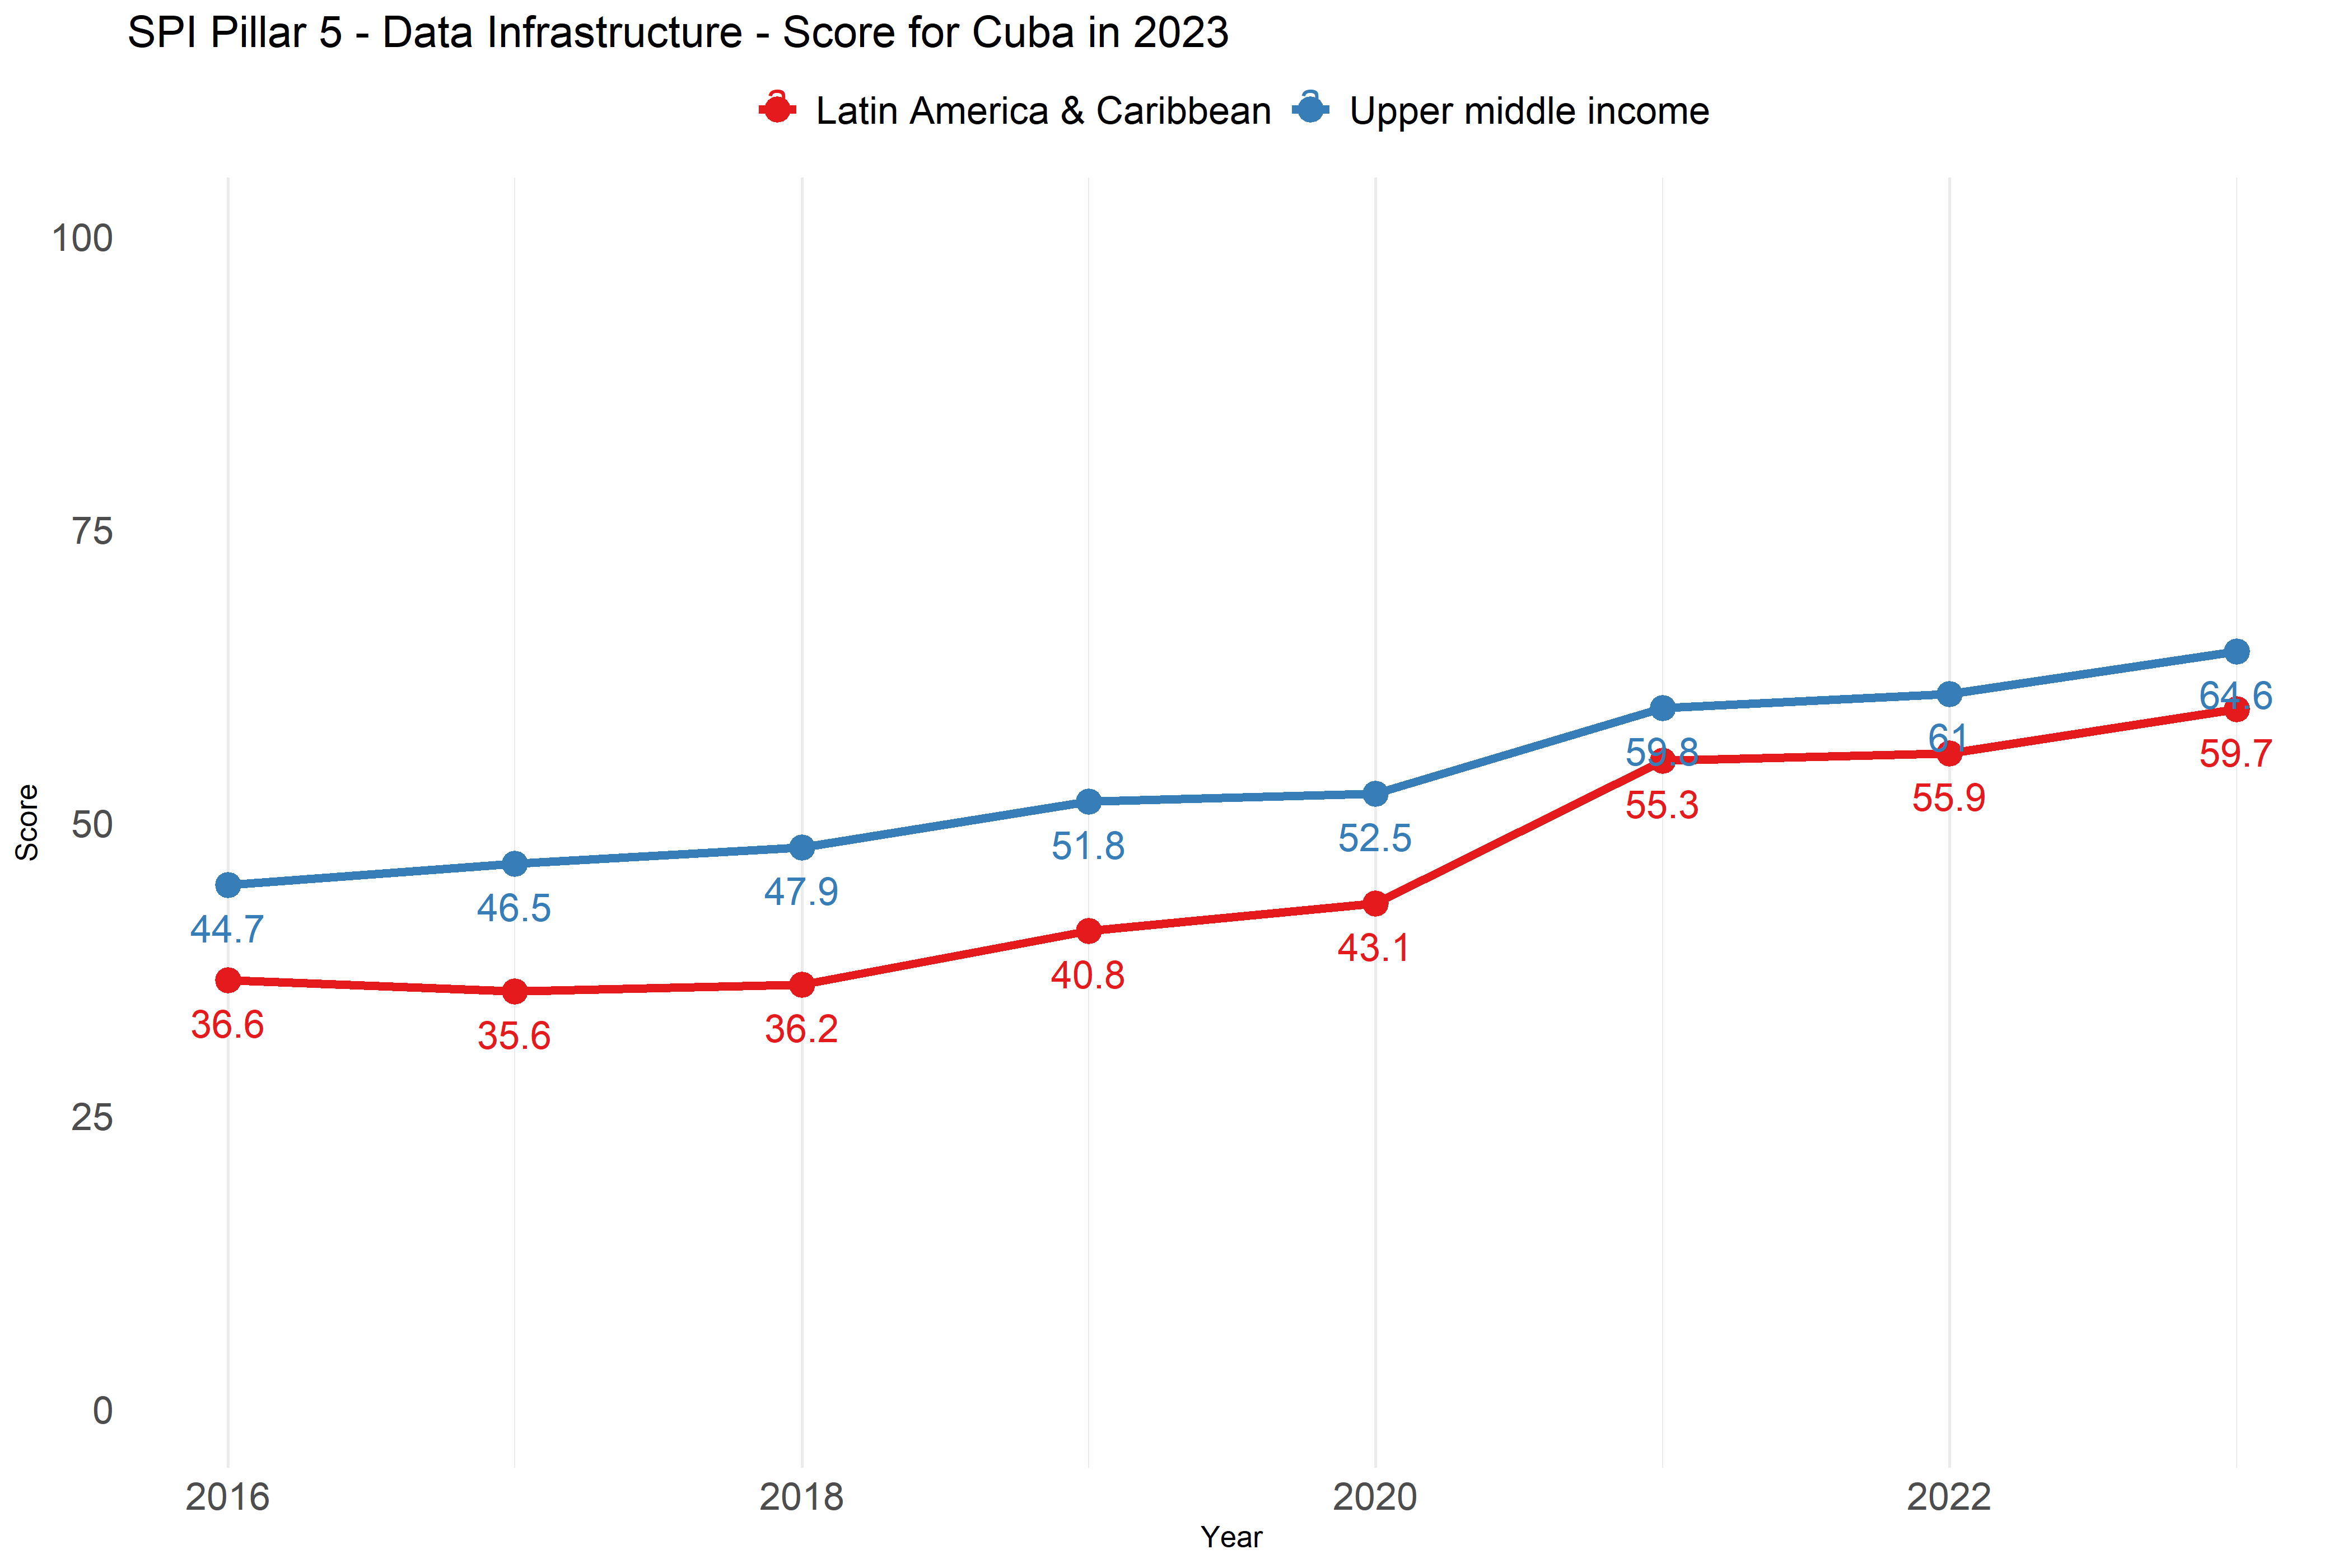 SPI Pillar 5 - Data Infrastructure - Score for Cuba in 2023
Latin America & Caribbean Upper middle income
100
75
50
25
0
Score
44.7 46.5 47.9 51.8 52.5 59.8 61 64.6
36.6 35.6 36.2 40.8 43.1 55.3 55.9 59.7
2016 2018 2020 2022
Year